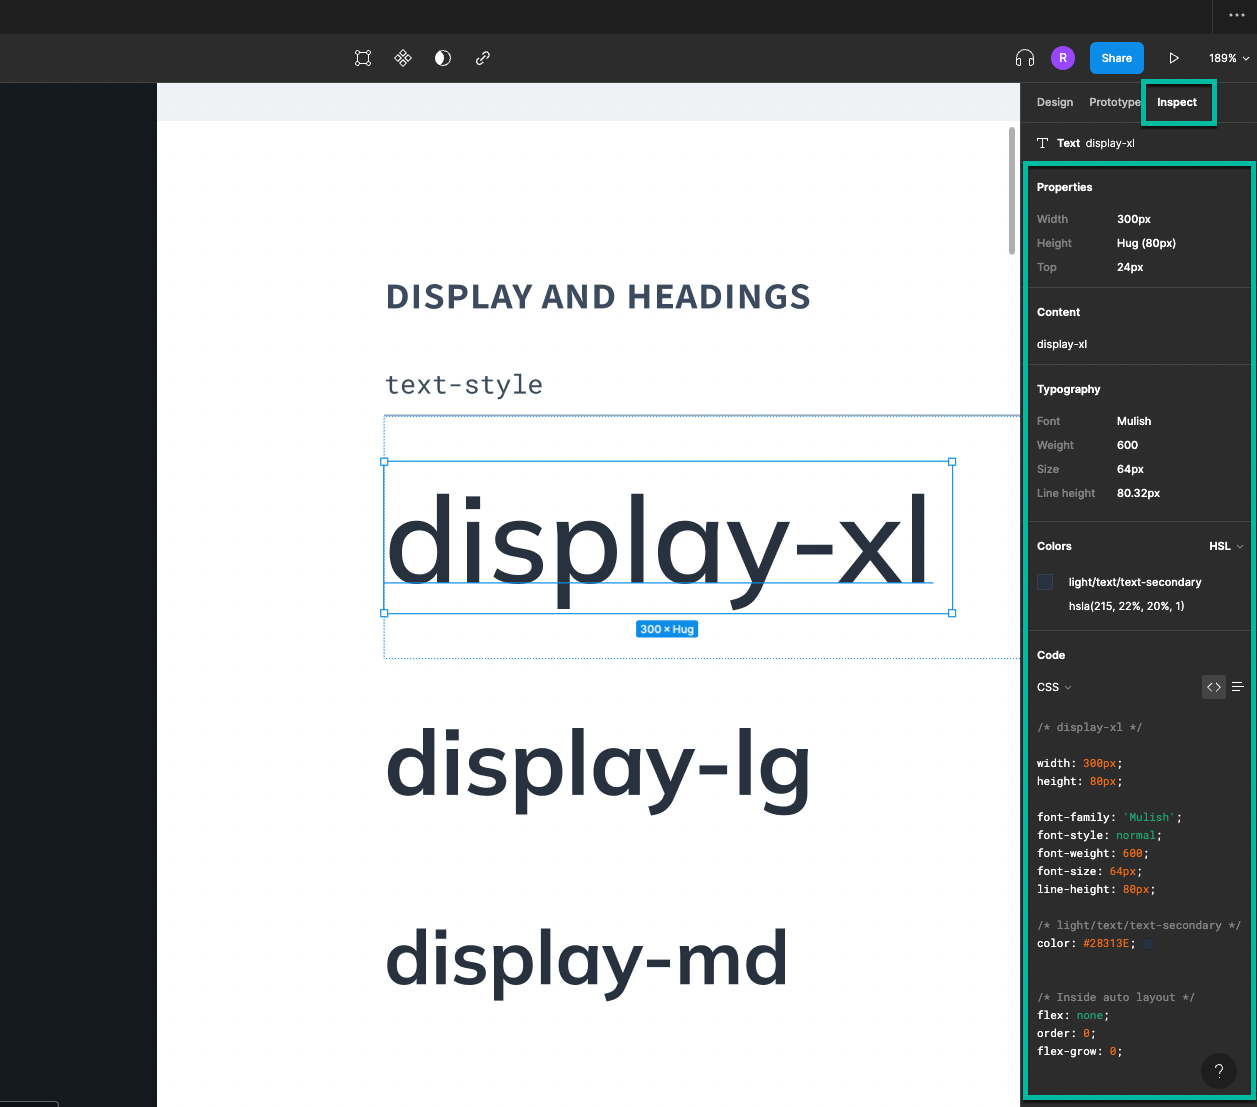 R
Share
189%
Design Prototype Inspect
Text display-xl
DISPLAY AND HEADINGS
text-style
display-xl
300 × Hug
display-lg
display-md
Properties
Width 300px
Height Hug (80px)
Top 24px
Content
display-xl
Typography
Font Mulish
Weight 600
Size 64px
Line height 80.32px
Colors HSL
light/text/text-secondary
hsla(215, 22%, 20%, 1)
Code
CSS
/* display-xl */
width: 300px;
height: 80px;
font-family: 'Mulish';
font-style: normal;
font-weight: 600;
font-size: 64px;
line-height: 80px;
/* light/text/text-secondary */
color: #28313E;
/* Inside auto layout */
flex: none;
order: 0;
flex-grow: 0;
?